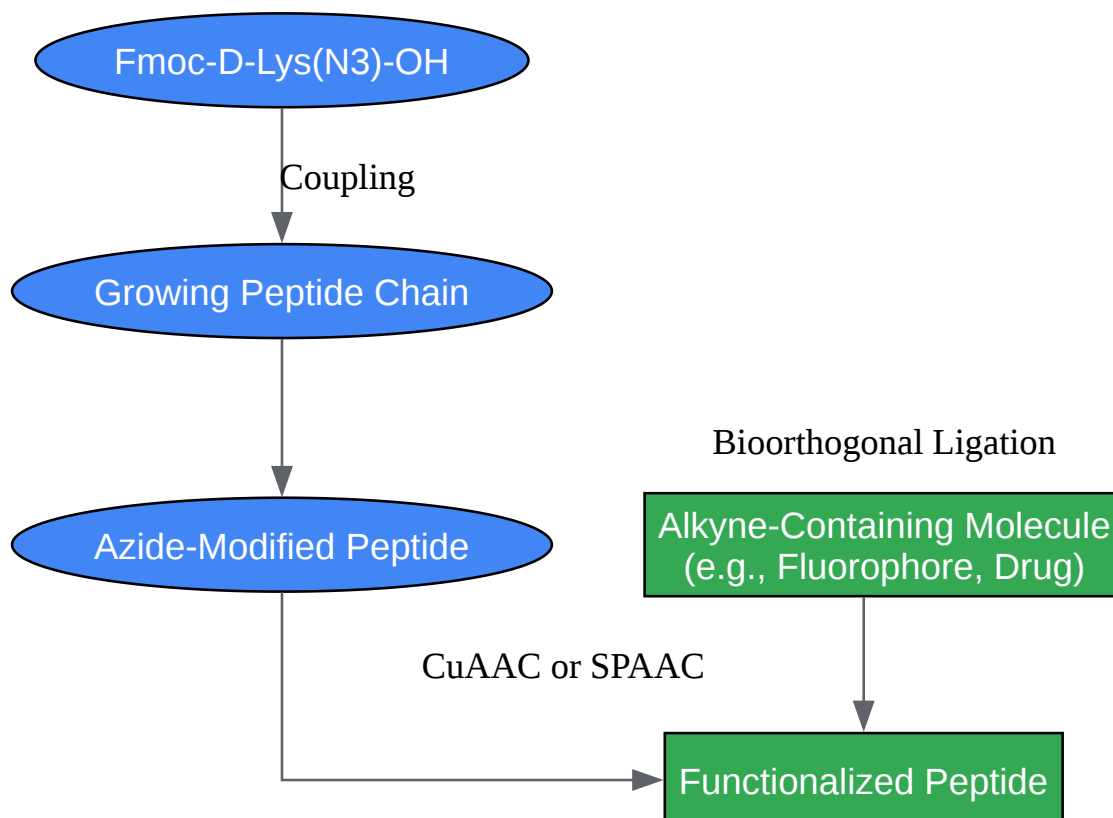 Fmoc-D-Lys(N3)-OH
Coupling
Growing Peptide Chain
Bioorthogonal Ligation
Azide-Modified Peptide
Alkyne-Containing Molecule
(e.g., Fluorophore, Drug)
CuAAC or SPAAC
Functionalized Peptide